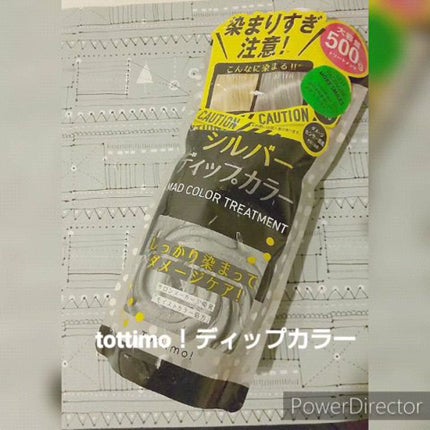 染まりすぎ
注意!
大容量
500g
こんなに染まる!!
CAUTION
CAUTION
シルバー
ディップカラー
MAD COLOR TREATMENT
しっかり染まって
ダメージケア!
tottimo!ディップカラー
PowerDirector